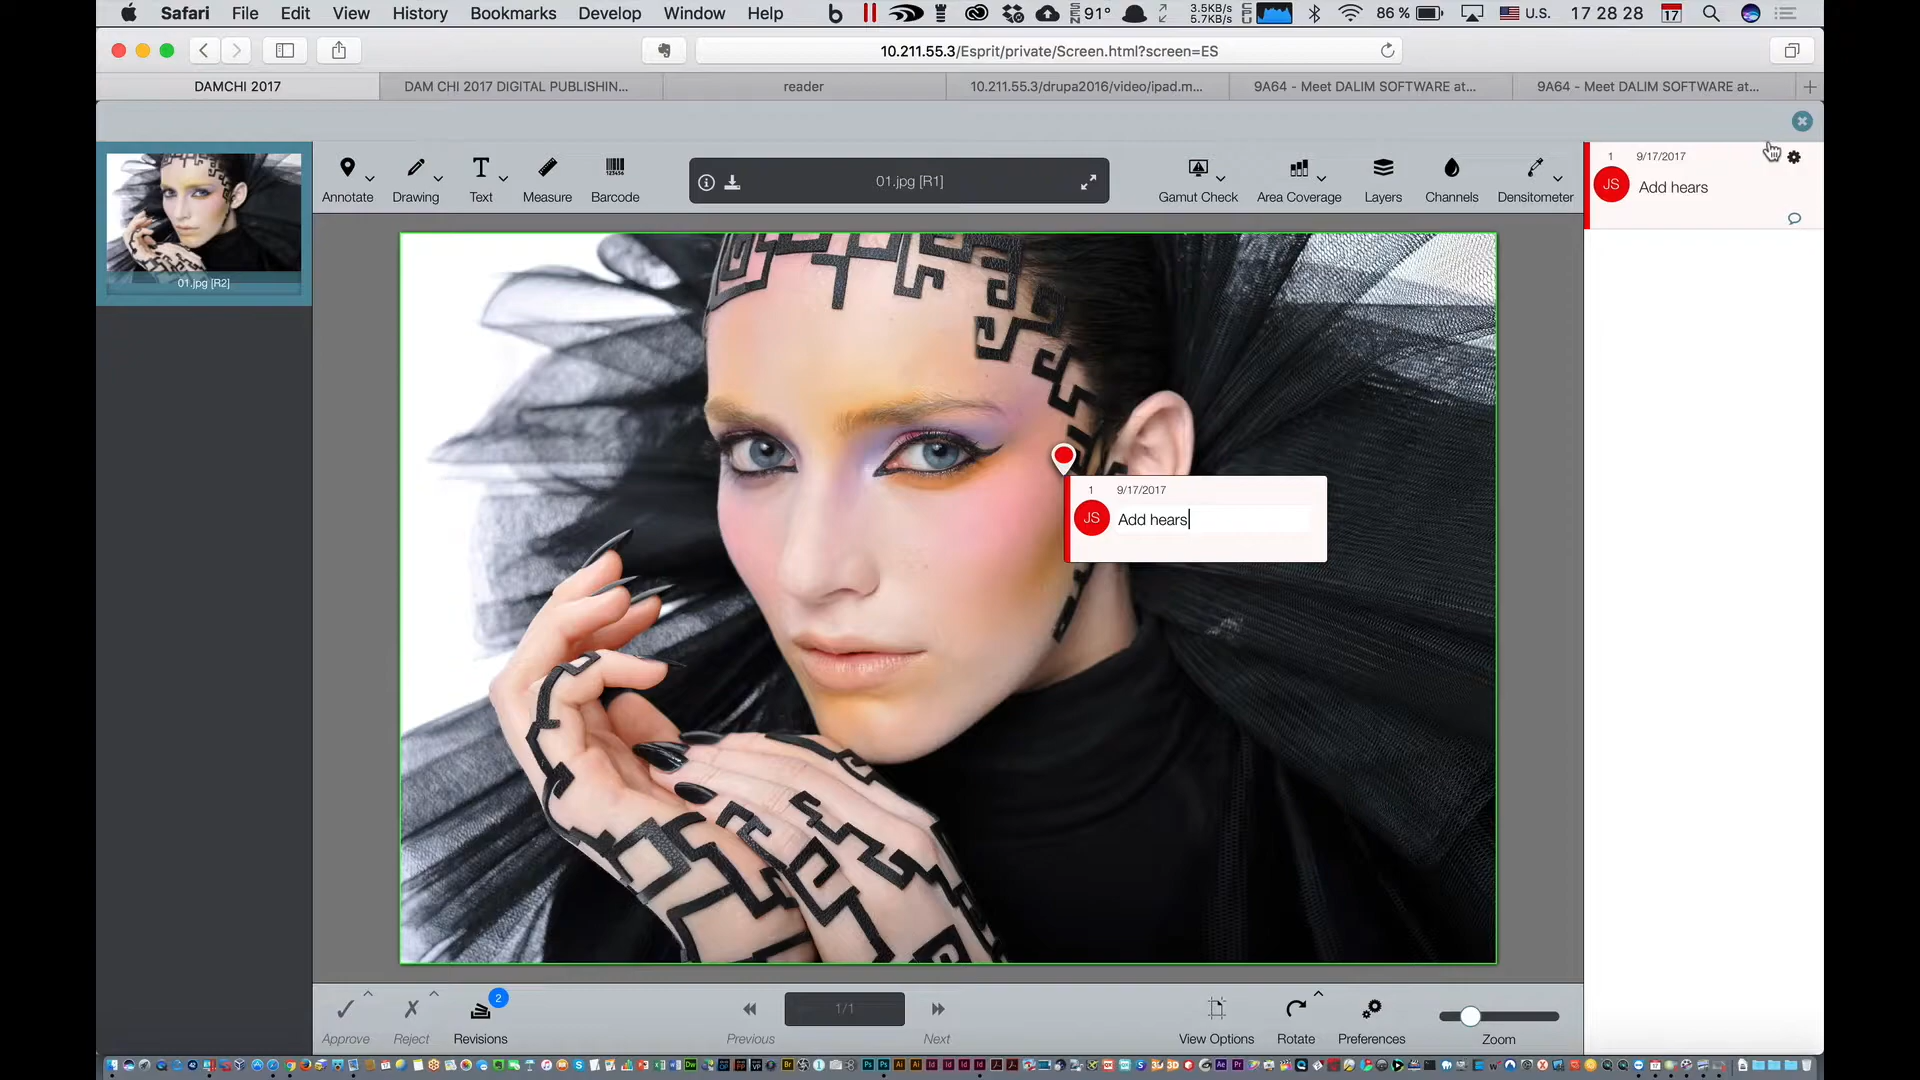 Safari File Edit View History Bookmarks Develop Window Help 91° 3.5KB/s 5.7KB/s 86 % U.S. 17 28 28 17
10.211.55.3/Esprit/private/Screen.html?screen=ES
DAMCHI 2017 DAM CHI 2017 DIGITAL PUBLISHIN... reader 10.211.55.3/drupa2016/video/ipad.m... 9A64 - Meet DALIM SOFTWARE at... 9A64 - Meet DALIM SOFTWARE at...
01.jpg [R2]
Annotate Drawing Text Measure Barcode
01.jpg [R1]
Gamut Check Area Coverage Layers Channels Densitometer
1 9/17/2017
JS Add hears
1 9/17/2017
JS Add hears
Approve Reject Revisions 2
Previous 1/1 Next
View Options Rotate Preferences Zoom